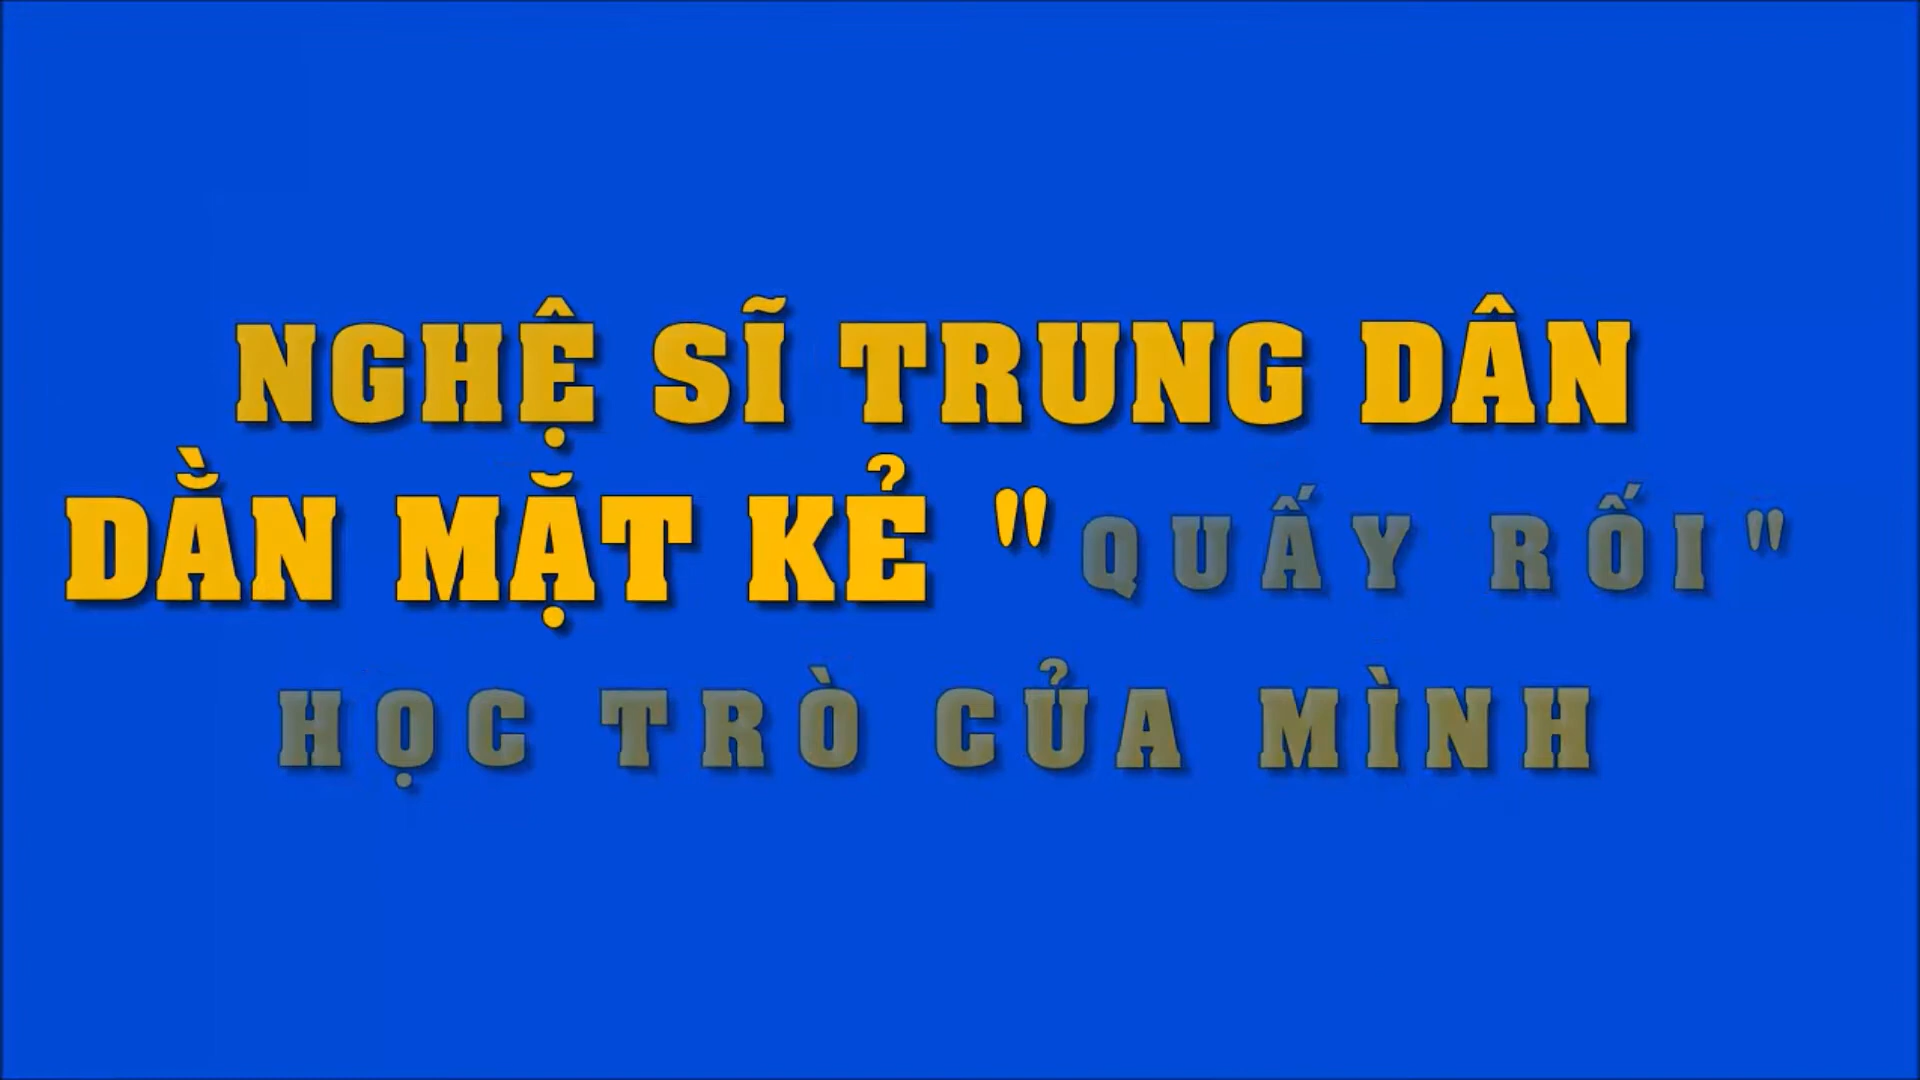 NGHỆ SĨ TRUNG DÂN
DẰN MẶT KẺ "QUẤY RỐI"
HỌC TRÒ CỦA MÌNH